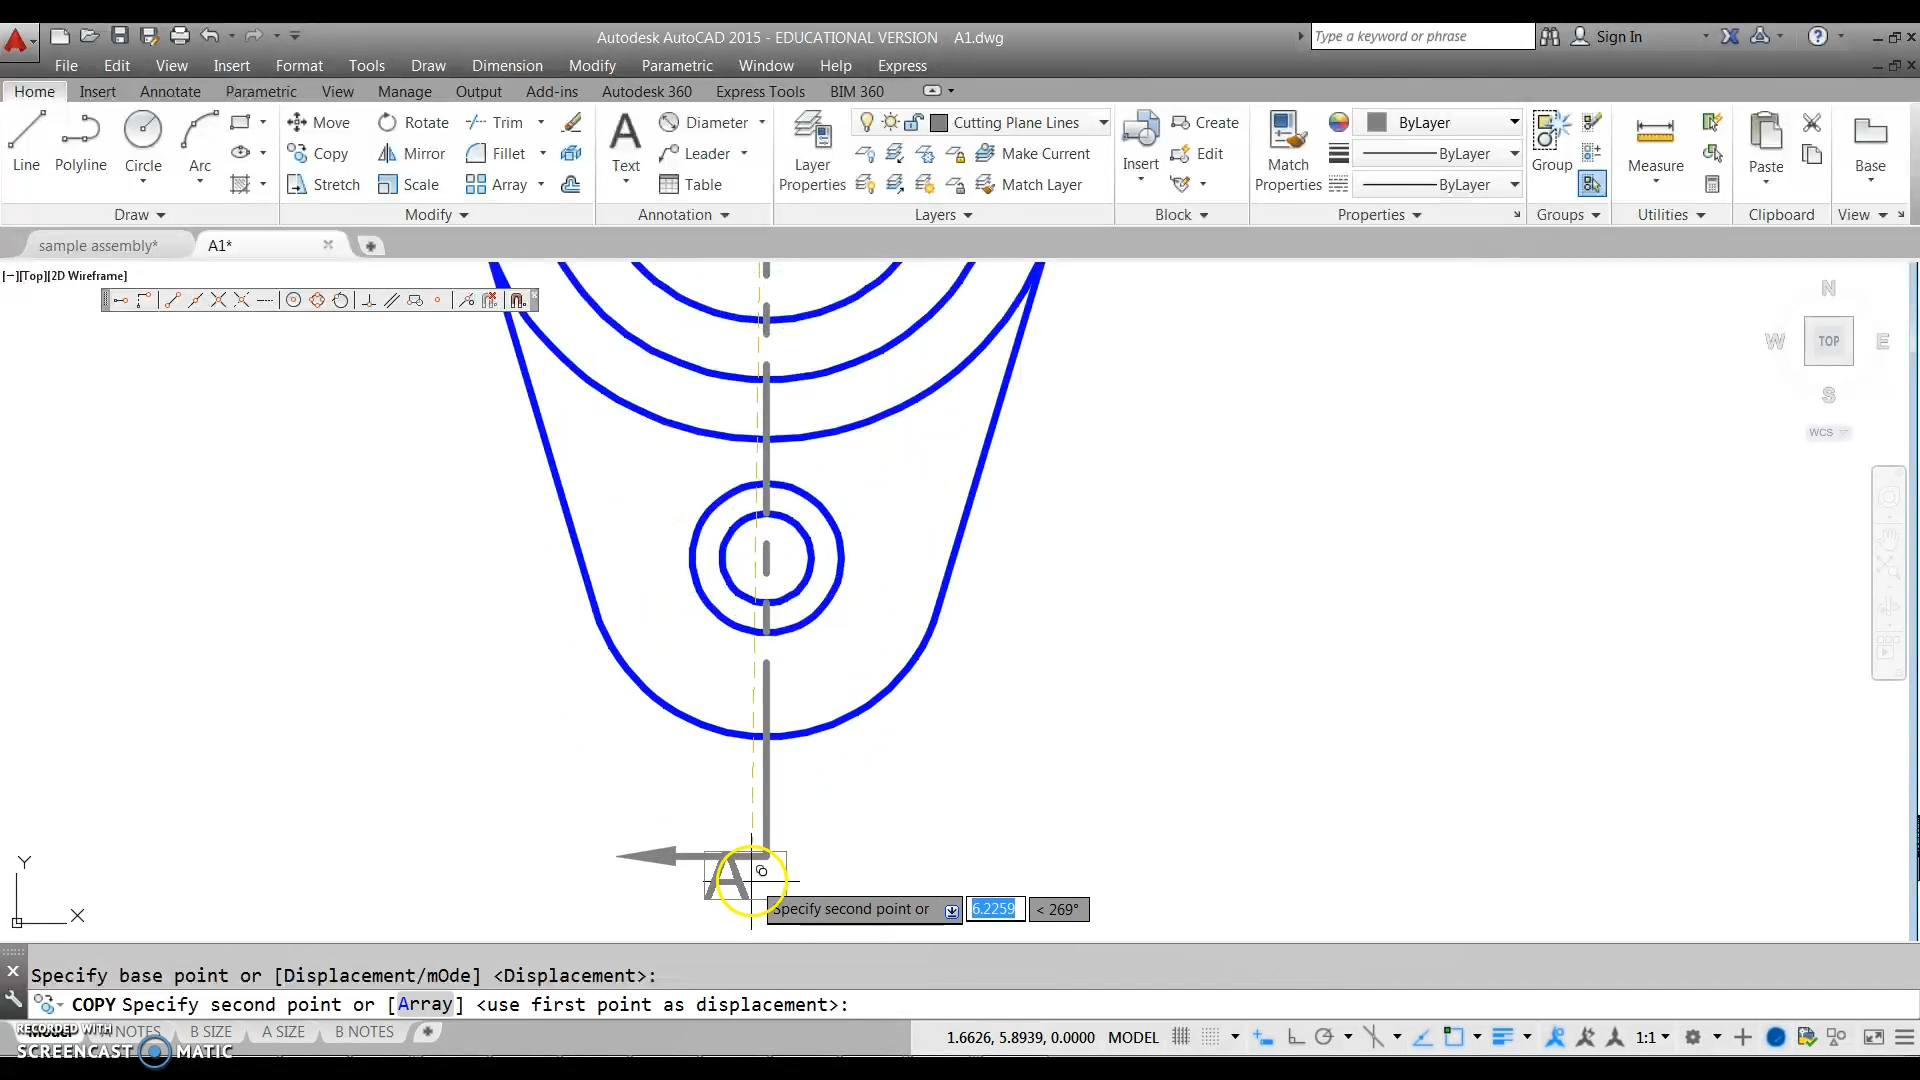 Autodesk AutoCAD 2015 - EDUCATIONAL VERSION A1.dwg
Type a keyword or phrase
Sign In
File Edit View Insert Format Tools Draw Dimension Modify Parametric Window Help Express
Home Insert Annotate Parametric View Manage Output Add-ins Autodesk 360 Express Tools BIM 360
Line Polyline Circle Arc
Move Rotate Trim
Copy Mirror Fillet
Stretch Scale Array
Text
Diameter
Leader
Table
Layer Properties
Cutting Plane Lines
Make Current
Match Layer
Insert
Create
Edit
Match Properties
ByLayer
ByLayer
ByLayer
Group
Measure
Paste
Base
Draw Modify Annotation Layers Block Properties Groups Utilities Clipboard View
sample assembly* A1*
[−][Top][2D Wireframe]
N
W TOP E
S
WCS
A
Specify second point or 6.2259 < 269°
Y
X
Specify base point or [Displacement/mOde] <Displacement>:
COPY Specify second point or [Array] <use first point as displacement>:
Model NOTES B SIZE A SIZE B NOTES
RECORDED WITH
SCREENCAST MATIC
1.6626, 5.8939, 0.0000 MODEL 1:1